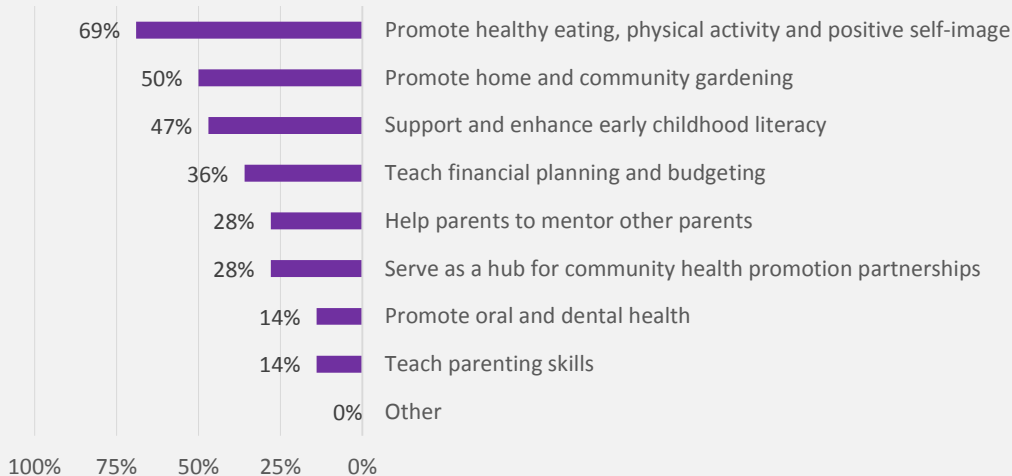 69% Promote healthy eating, physical activity and positive self-image
50% Promote home and community gardening
47% Support and enhance early childhood literacy
36% Teach financial planning and budgeting
28% Help parents to mentor other parents
28% Serve as a hub for community health promotion partnerships
14% Promote oral and dental health
14% Teach parenting skills
0% Other
100% 75% 50% 25% 0%